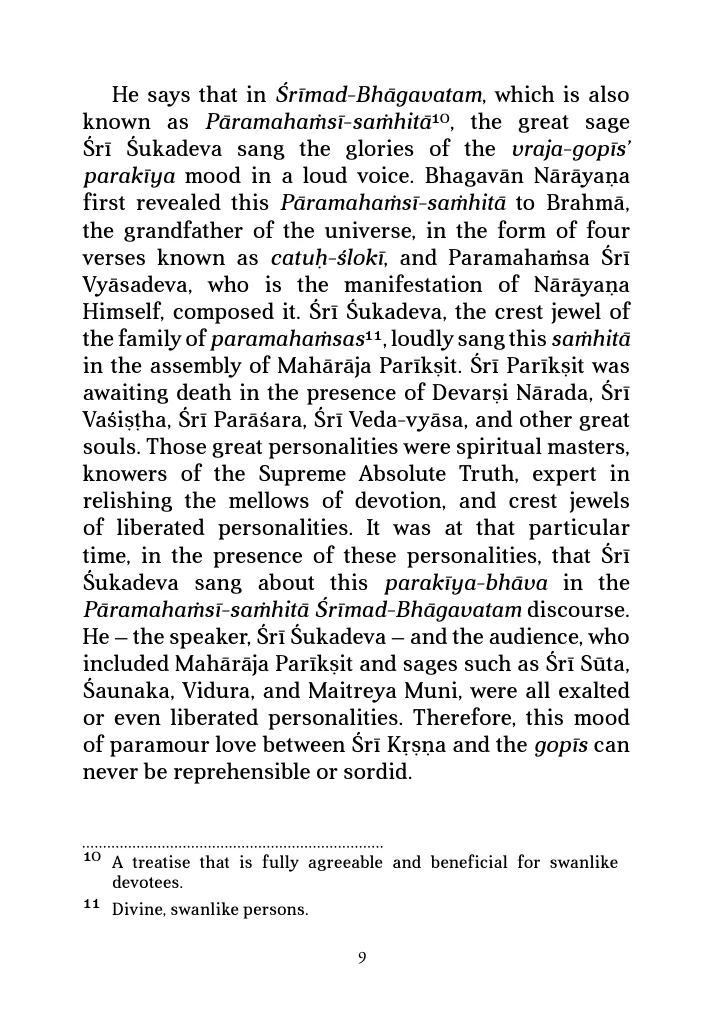 He says that in Śrīmad-Bhāgavatam, which is also
known as Pāramahaṁsī-saṁhitā¹⁰, the great sage
Śrī Śukadeva sang the glories of the vraja-gopīs’
parakīya mood in a loud voice. Bhagavān Nārāyaṇa
first revealed this Pāramahaṁsī-saṁhitā to Brahmā,
the grandfather of the universe, in the form of four
verses known as catuḥ-ślokī, and Paramahaṁsa Śrī
Vyāsadeva, who is the manifestation of Nārāyaṇa
Himself, composed it. Śrī Śukadeva, the crest jewel of
the family of paramahaṁsas¹¹, loudly sang this saṁhitā
in the assembly of Mahārāja Parīkṣit. Śrī Parīkṣit was
awaiting death in the presence of Devarṣi Nārada, Śrī
Vaśiṣṭha, Śrī Parāśara, Śrī Veda-vyāsa, and other great
souls. Those great personalities were spiritual masters,
knowers of the Supreme Absolute Truth, expert in
relishing the mellows of devotion, and crest jewels
of liberated personalities. It was at that particular
time, in the presence of these personalities, that Śrī
Śukadeva sang about this parakīya-bhāva in the
Pāramahaṁsī-saṁhitā Śrīmad-Bhāgavatam discourse.
He – the speaker, Śrī Śukadeva – and the audience, who
included Mahārāja Parīkṣit and sages such as Śrī Sūta,
Śaunaka, Vidura, and Maitreya Muni, were all exalted
or even liberated personalities. Therefore, this mood
of paramour love between Śrī Kṛṣṇa and the gopīs can
never be reprehensible or sordid.
10 A treatise that is fully agreeable and beneficial for swanlike
devotees.
11 Divine, swanlike persons.
9